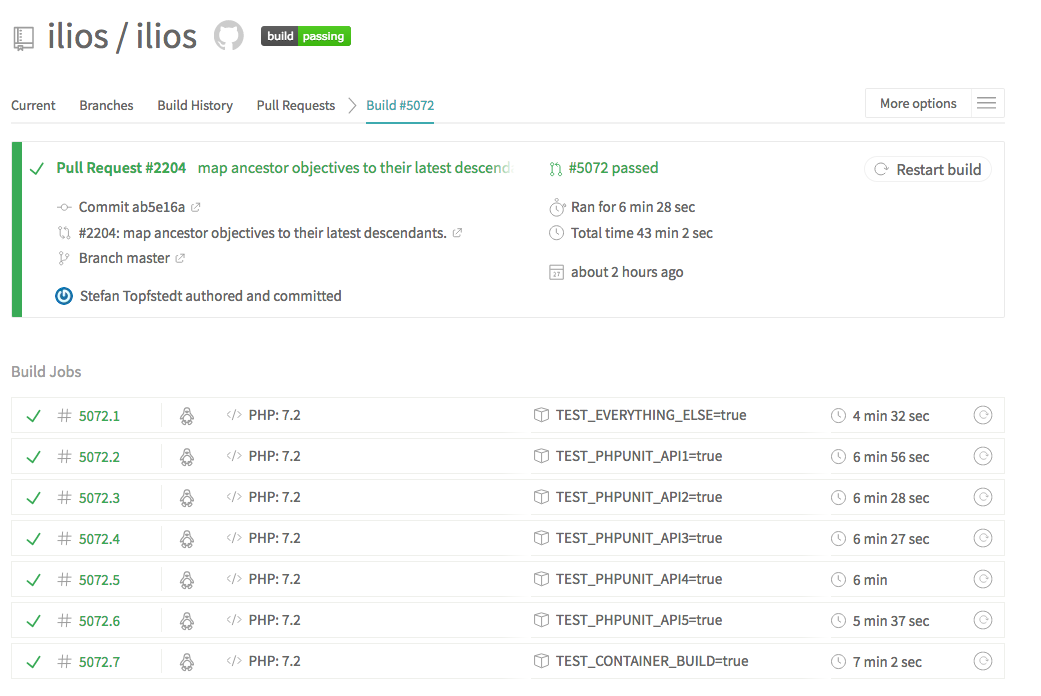 ilios / ilios build passing
Current Branches Build History Pull Requests Build #5072 More options
Pull Request #2204 map ancestor objectives to their latest descend
#5072 passed
Restart build
Commit ab5e16a
Ran for 6 min 28 sec
#2204: map ancestor objectives to their latest descendants.
Total time 43 min 2 sec
Branch master
27 about 2 hours ago
Stefan Topfstedt authored and committed
Build Jobs
# 5072.1 </> PHP: 7.2 TEST_EVERYTHING_ELSE=true 4 min 32 sec
# 5072.2 </> PHP: 7.2 TEST_PHPUNIT_API1=true 6 min 56 sec
# 5072.3 </> PHP: 7.2 TEST_PHPUNIT_API2=true 6 min 28 sec
# 5072.4 </> PHP: 7.2 TEST_PHPUNIT_API3=true 6 min 27 sec
# 5072.5 </> PHP: 7.2 TEST_PHPUNIT_API4=true 6 min
# 5072.6 </> PHP: 7.2 TEST_PHPUNIT_API5=true 5 min 37 sec
# 5072.7 </> PHP: 7.2 TEST_CONTAINER_BUILD=true 7 min 2 sec